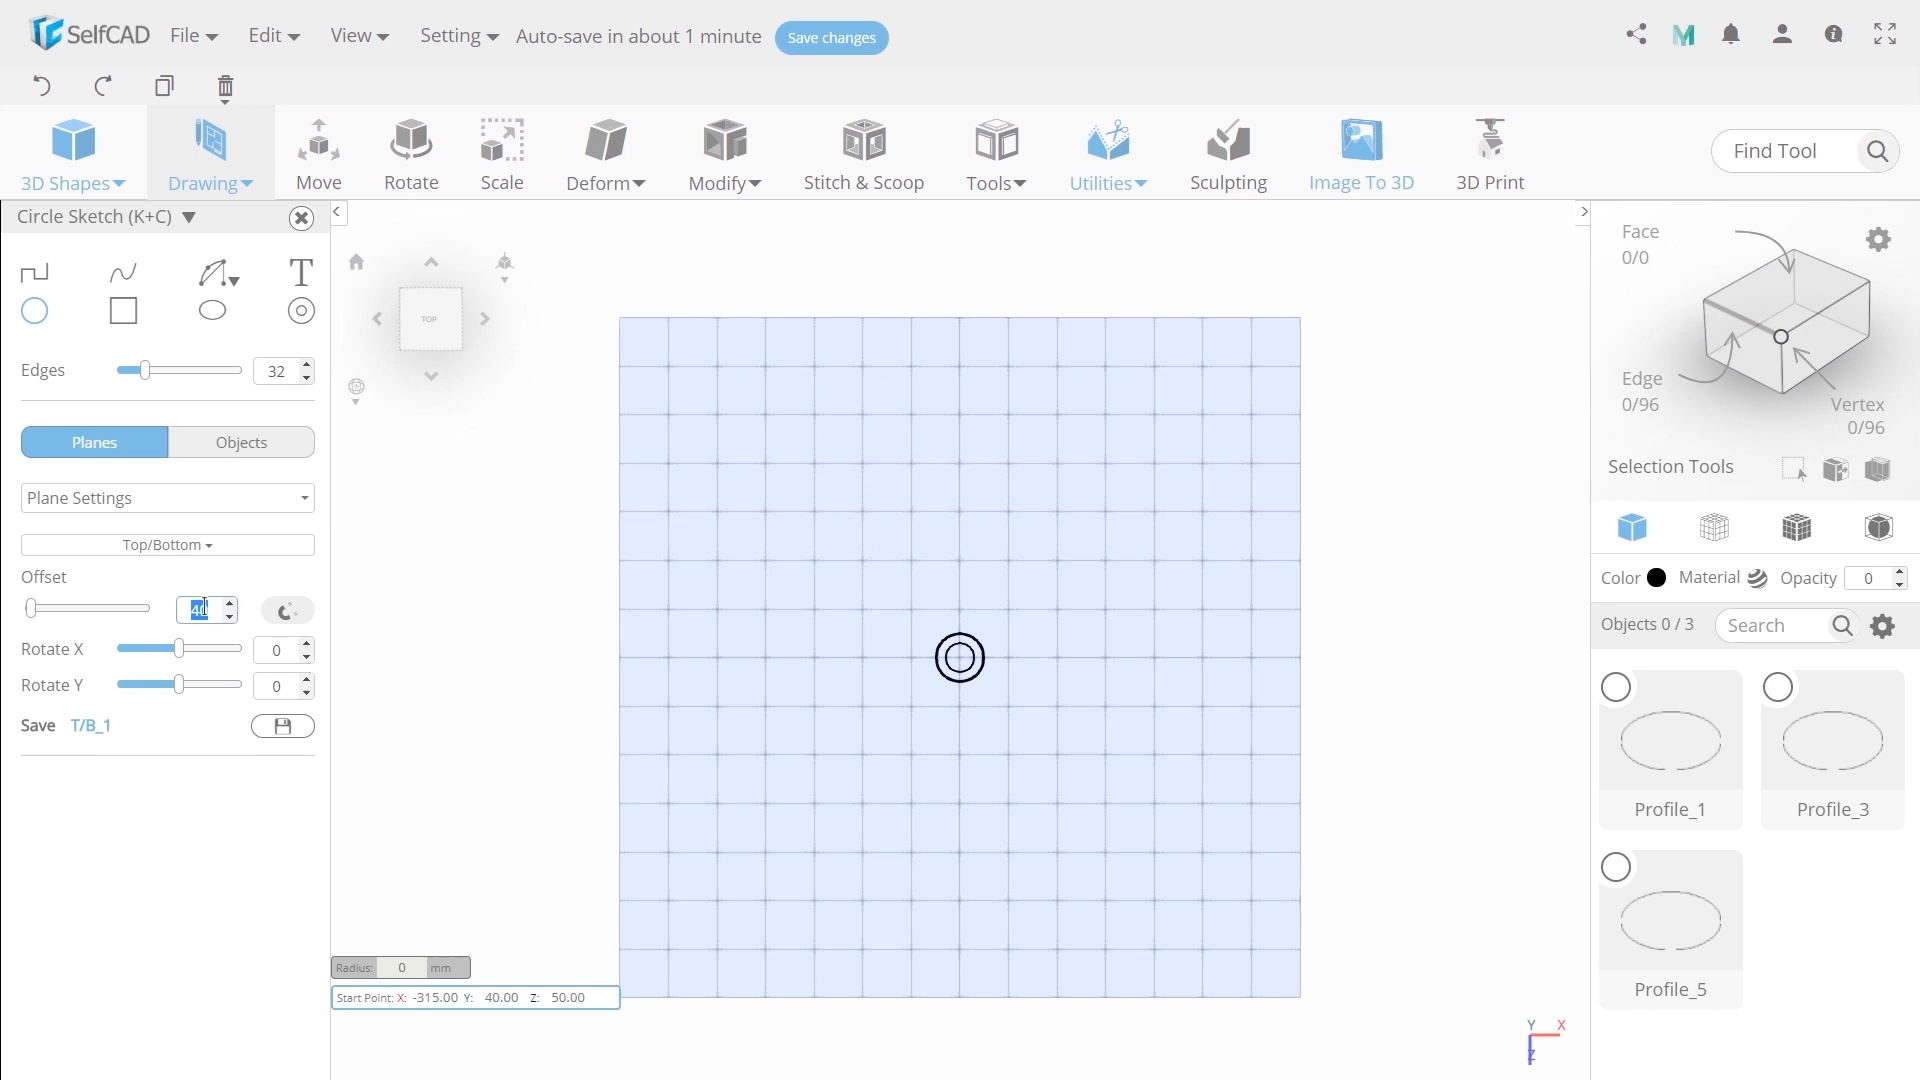 SelfCAD File Edit View Setting Auto-save in about 1 minute Save changes
3D Shapes Drawing Move Rotate Scale Deform Modify Stitch & Scoop Tools Utilities Sculpting Image To 3D 3D Print Find Tool
Circle Sketch (K+C)
T
Edges 32
Planes Objects
Plane Settings
Top/Bottom
Offset
40
Rotate X 0
Rotate Y 0
Save T/B_1
TOP
Radius: 0 mm
Start Point: X: -315.00 Y: 40.00 Z: 50.00
Y X
Z
Face
0/0
Edge
0/96
Vertex
0/96
Selection Tools
Color Material Opacity 0
Objects 0 / 3 Search
Profile_1 Profile_3
Profile_5